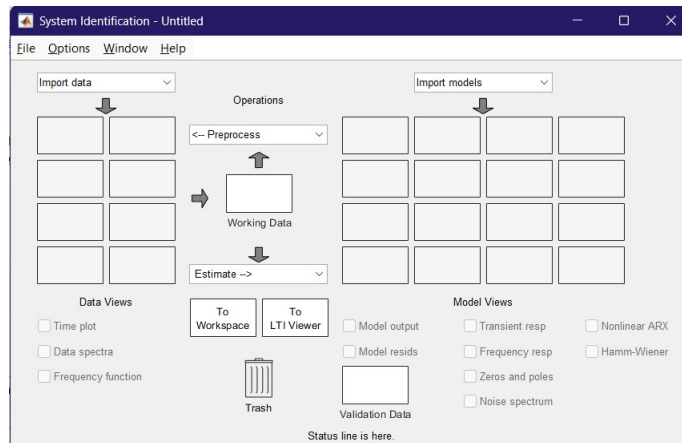 System Identification - Untitled
File Options Window Help
Import data
Import models
Operations
<-- Preprocess
Working Data
Estimate -->
Data Views
To Workspace
To LTI Viewer
Model Views
Time plot
Model output
Transient resp
Nonlinear ARX
Data spectra
Model resids
Frequency resp
Hamm-Wiener
Frequency function
Zeros and poles
Trash
Validation Data
Noise spectrum
Status line is here.